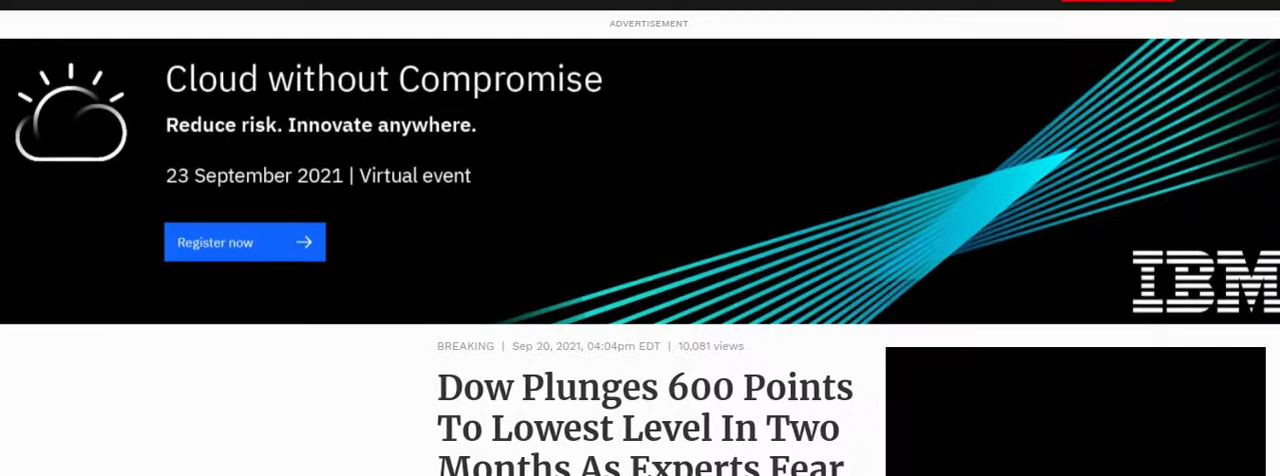 ADVERTISEMENT
Cloud without Compromise
Reduce risk. Innovate anywhere.
23 September 2021 | Virtual event
Register now
IBM
BREAKING | Sep 20, 2021, 04:04pm EDT | 10,081 views
Dow Plunges 600 Points
To Lowest Level In Two
Months As Experts Fear